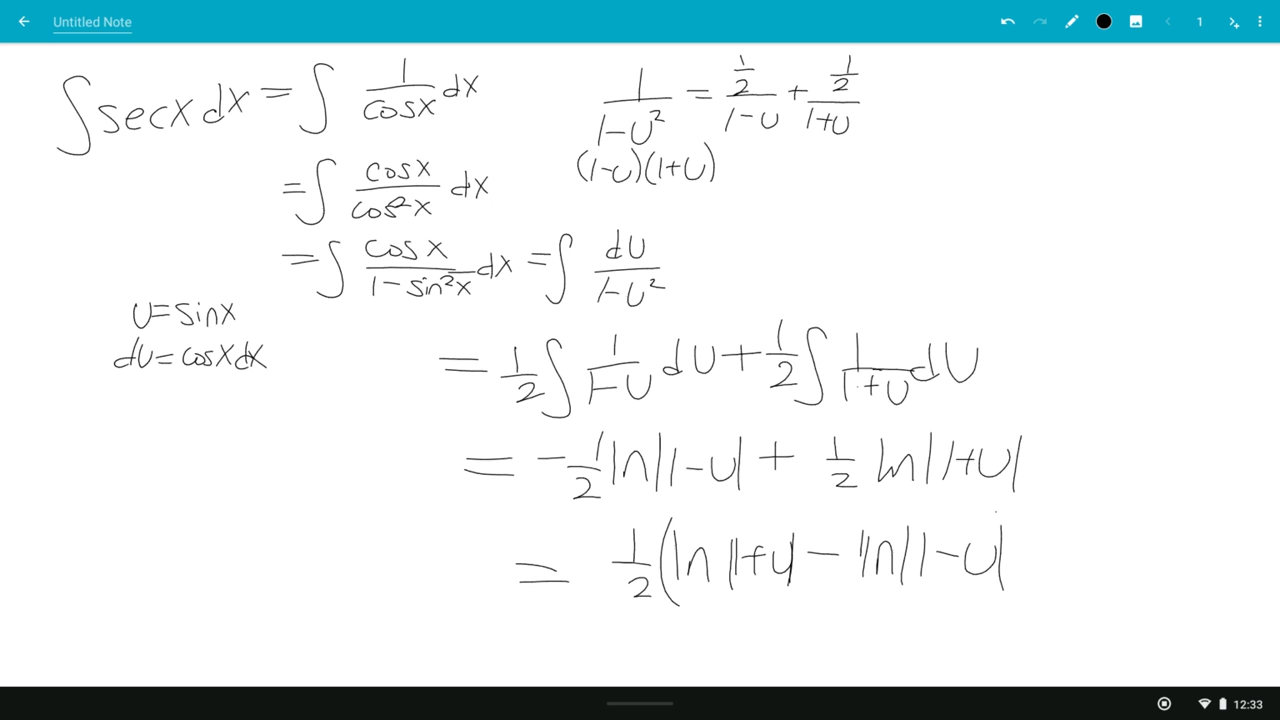 Untitled Note
1
∫ secx dx = ∫ 1/cosx dx
1/(1-U²) = (1/2)/(1-U) + (1/2)/(1+U)
(1-U)(1+U)
= ∫ cosx/cos²x dx
= ∫ cosx/(1-sin²x) dx = ∫ dU/(1-U²)
U=sinx
dU=cosxdx
= 1/2 ∫ 1/(1-U) dU + 1/2 ∫ 1/(1+U) dU
= -1/2 ln|1-U| + 1/2 ln|1+U|
= 1/2 (ln|1+U| - ln|1-U|
12:33